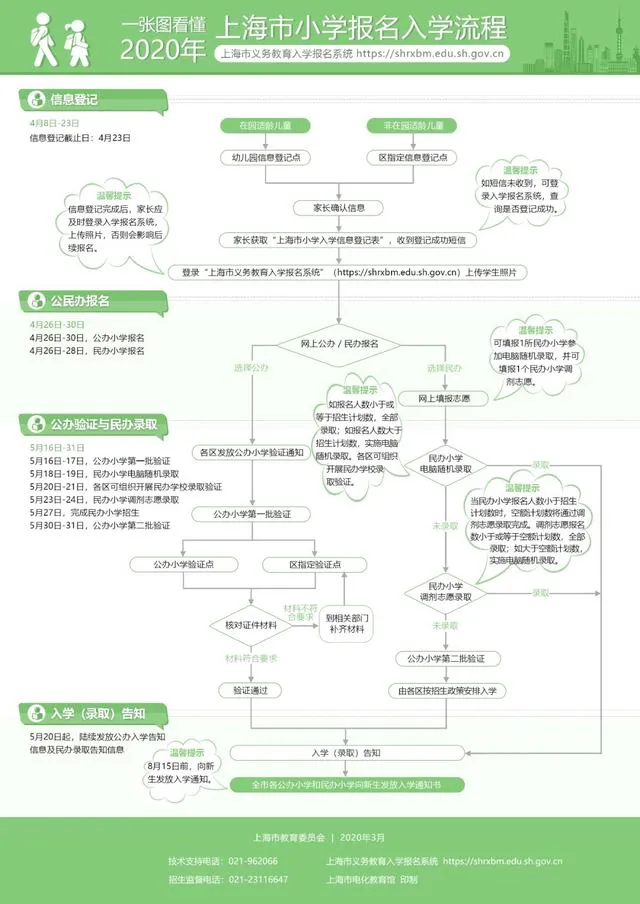 一张图看懂
2020年
上海市小学报名入学流程
上海市义务教育入学报名系统 https://shrxbm.edu.sh.gov.cn
信息登记
4月8日-23日
信息登记截止日：4月23日
在园适龄儿童
非在园适龄儿童
幼儿园信息登记点
区指定信息登记点
温馨提示
如短信未收到，可登
录入学报名系统，查
询是否登记成功。
家长确认信息
温馨提示
信息登记完成后，家长应
及时登录入学报名系统，
上传照片，否则会影响后
续报名。
家长获取“上海市小学入学信息登记表”，收到登记成功短信
登录“上海市义务教育入学报名系统”（https://shrxbm.edu.sh.gov.cn)上传学生照片
公民办报名
4月26日-30日
4月26日-30日，公办小学报名
4月26日-28日，民办小学报名
网上公办 / 民办报名
选择公办
选择民办
温馨提示
可填报1所民办小学参
加电脑随机录取，并可
填报1个民办小学调
剂志愿。
网上填报志愿
温馨提示
如报名人数小于或
等于招生计划数，全部
录取；如报名人数大于
招生计划数，实施电脑
随机录取。各区可组织
开展民办学校录
取验证。
公办验证与民办录取
5月16日-31日
5月16日-17日，公办小学第一批验证
5月18日-19日，民办小学电脑随机录取
5月20日-21日，各区可组织开展民办学校录取验证
5月23日-24日，民办小学调剂志愿录取
5月27日，完成民办小学招生
5月30日-31日，公办小学第二批验证
各区发放公办小学验证通知
民办小学
电脑随机录取
录取
未录取
温馨提示
当民办小学报名人数小于招生
计划数时，空额计划数将通过调
剂志愿录取完成。调剂志愿报名
数小于或等于空额计划数，全部
录取；如大于空额计划数，
实施电脑随机录取。
公办小学第一批验证
公办小学验证点
区指定验证点
民办小学
调剂志愿录取
录取
未录取
核对证件材料
材料不符
合要求
到相关部门
补齐材料
材料符合要求
公办小学第二批验证
验证通过
由各区按招生政策安排入学
入学（录取）告知
5月20日起，陆续发放公办入学告知
信息及民办录取告知信息
入学（录取）告知
温馨提示
8月15日前，向新
生发放入学通知。
全市各公办小学和民办小学向新生发放入学通知书
上海市教育委员会 | 2020年3月
技术支持电话：021-962066
上海市义务教育入学报名系统 https://shrxbm.edu.sh.gov.cn
招生监督电话：021-23116647
上海市电化教育馆 印制